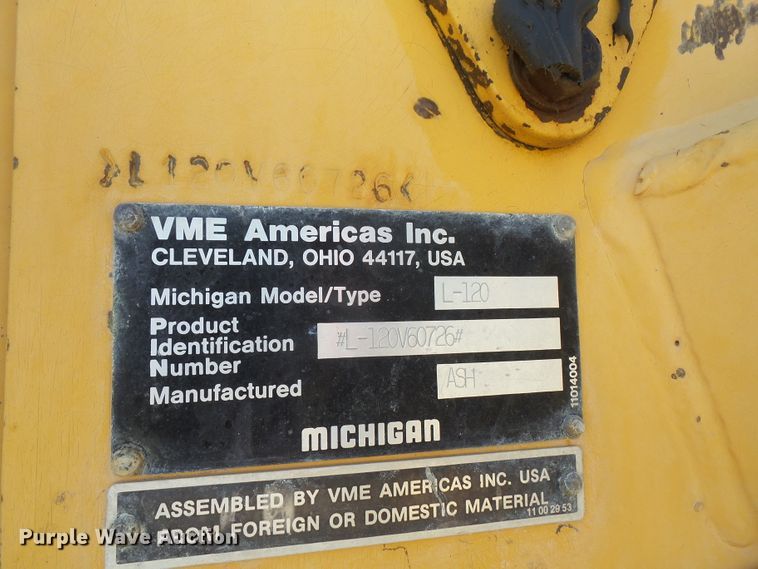 L120V60726
VME Americas Inc.
CLEVELAND, OHIO 44117, USA
Michigan Model/Type L-120
Product
Identification #L-120V60726#
Number
Manufactured ASH
11014004
MICHIGAN
ASSEMBLED BY VME AMERICAS INC. USA
FOREIGN OR DOMESTIC MATERIAL
11 00 29 53
Purple Wave Auction